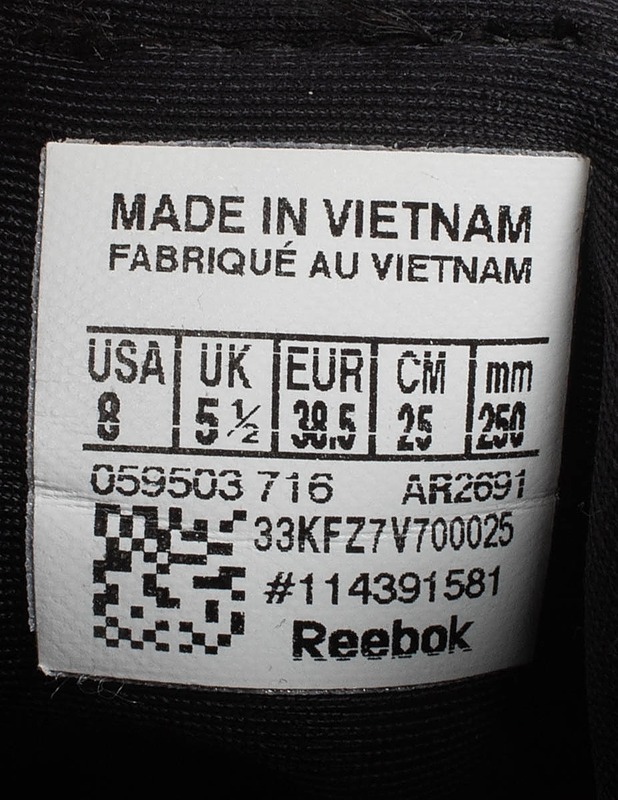 MADE IN VIETNAM
FABRIQUÉ AU VIETNAM
USA UK EUR CM mm
8 5 ½ 38.5 25 250
059503 716 AR2691
33KFZ7V700025
#114391581
Reebok